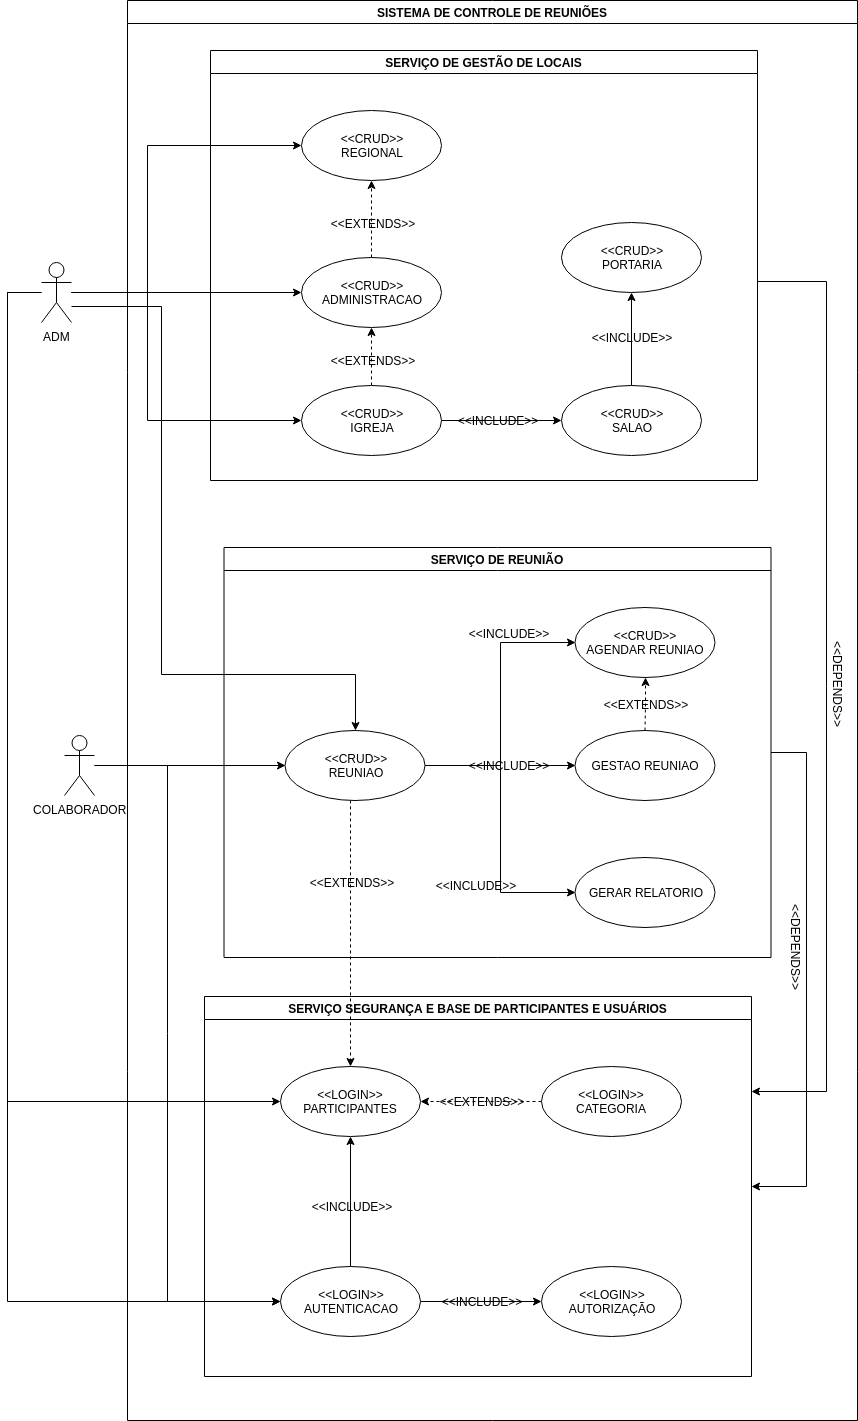 SISTEMA DE CONTROLE DE REUNIÕES
SERVIÇO DE GESTÃO DE LOCAIS
<<CRUD>>
REGIONAL
<<EXTENDS>>
<<CRUD>>
PORTARIA
<<CRUD>>
ADMINISTRACAO
ADM
<<INCLUDE>>
<<EXTENDS>>
<<CRUD>>
IGREJA
<<INCLUDE>>
<<CRUD>>
SALAO
SERVIÇO DE REUNIÃO
<<INCLUDE>>
<<CRUD>>
AGENDAR REUNIAO
<<DEPENDS>>
<<EXTENDS>>
<<CRUD>>
REUNIAO
<<INCLUDE>>
GESTAO REUNIAO
COLABORADOR
<<EXTENDS>>
<<INCLUDE>>
GERAR RELATORIO
<<DEPENDS>>
SERVIÇO SEGURANÇA E BASE DE PARTICIPANTES E USUÁRIOS
<<LOGIN>>
PARTICIPANTES
<<EXTENDS>>
<<LOGIN>>
CATEGORIA
<<INCLUDE>>
<<LOGIN>>
AUTENTICACAO
<<INCLUDE>>
<<LOGIN>>
AUTORIZAÇÃO